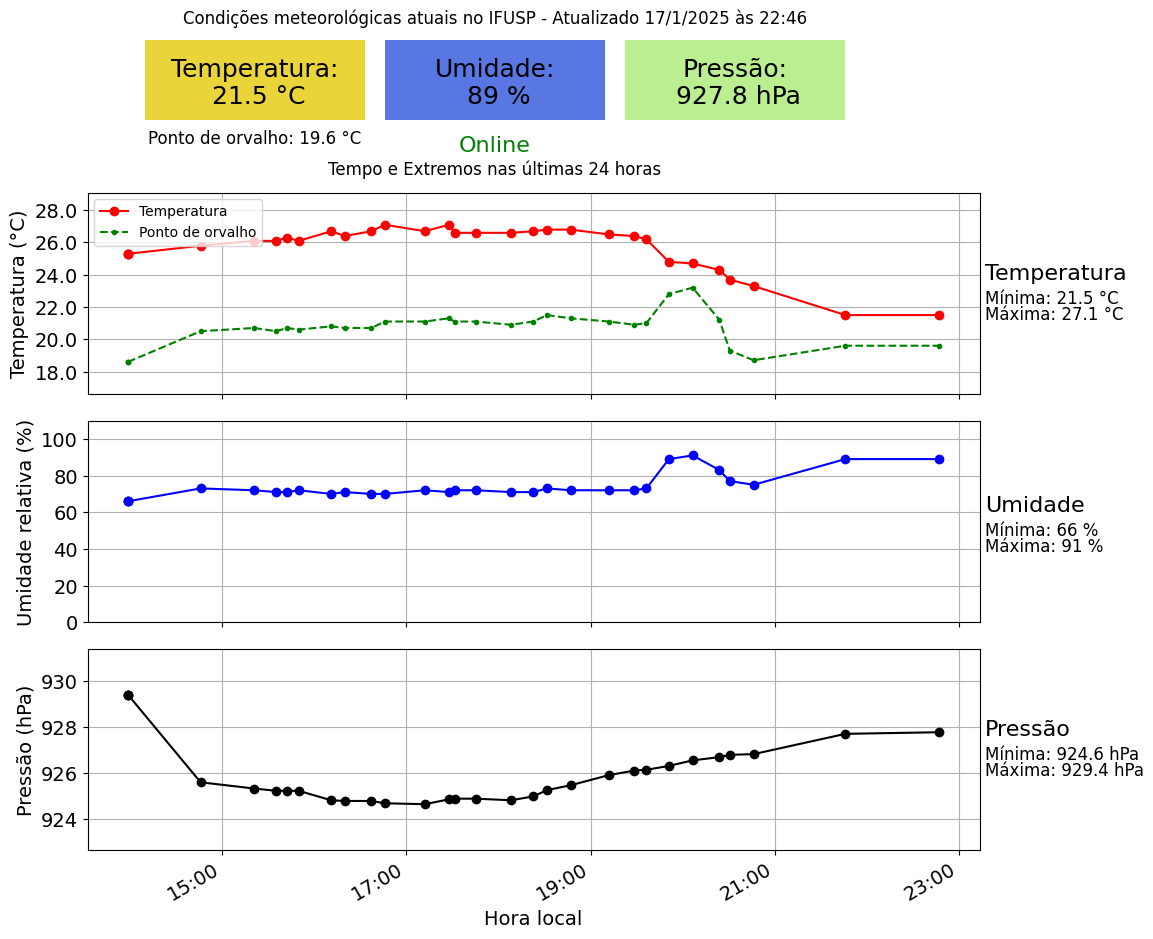 Condições meteorológicas atuais no IFUSP - Atualizado 17/1/2025 às 22:46
Temperatura:
21.5 °C
Umidade:
89 %
Pressão:
927.8 hPa
Ponto de orvalho: 19.6 °C
Online
Tempo e Extremos nas últimas 24 horas
Temperatura (°C)
28.0
26.0
24.0
22.0
20.0
18.0
Temperatura
Ponto de orvalho
Temperatura
Mínima: 21.5 °C
Máxima: 27.1 °C
Umidade relativa (%)
100
80
60
40
20
0
Umidade
Mínima: 66 %
Máxima: 91 %
Pressão (hPa)
930
928
926
924
Pressão
Mínima: 924.6 hPa
Máxima: 929.4 hPa
15:00
17:00
19:00
21:00
23:00
Hora local